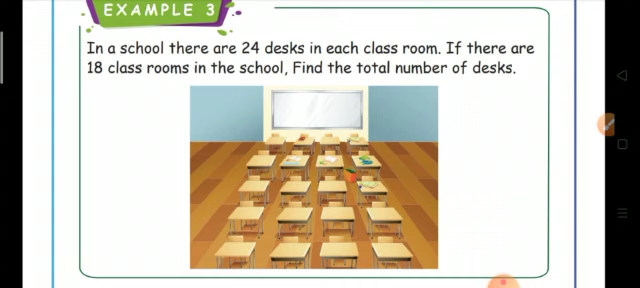 EXAMPLE 3
In a school there are 24 desks in each class room. If there are
18 class rooms in the school, Find the total number of desks.